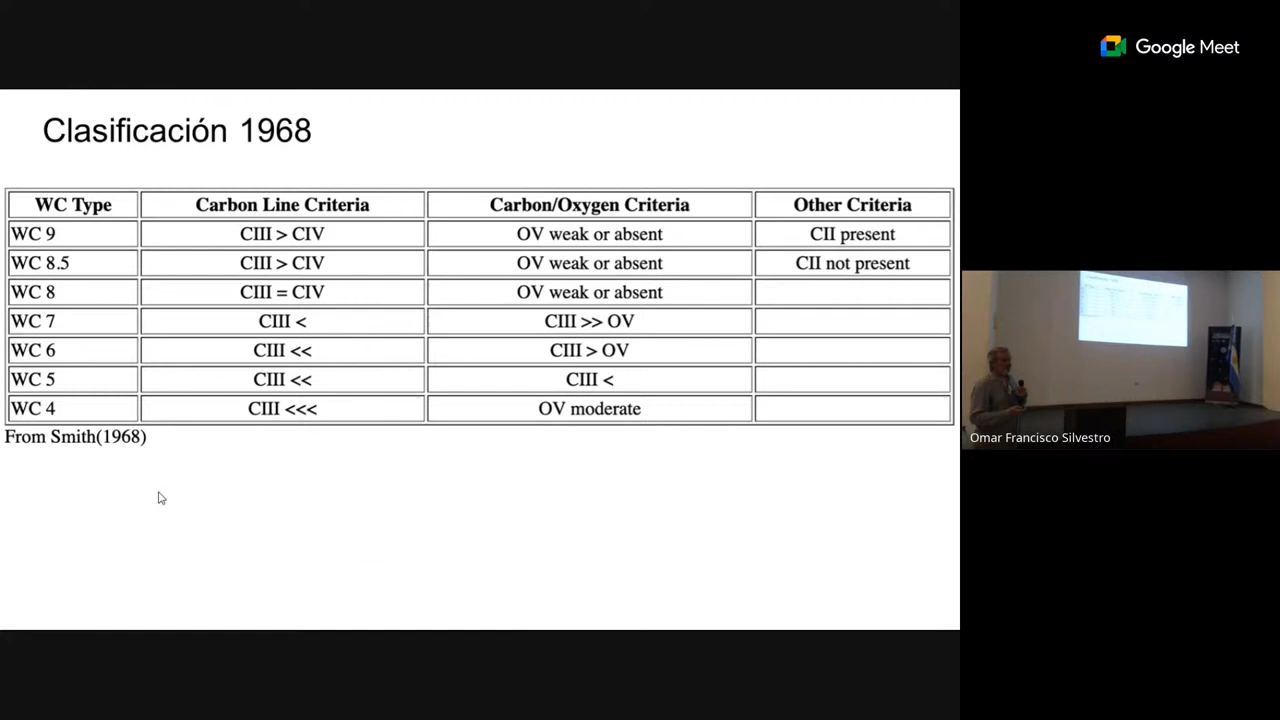 Google Meet
Clasificación 1968
WC Type Carbon Line Criteria Carbon/Oxygen Criteria Other Criteria
WC 9 CIII > CIV OV weak or absent CII present
WC 8.5 CIII > CIV OV weak or absent CII not present
WC 8 CIII = CIV OV weak or absent
WC 7 CIII < CIII >> OV
WC 6 CIII << CIII > OV
WC 5 CIII << CIII <
WC 4 CIII <<< OV moderate
From Smith(1968)
Omar Francisco Silvestro